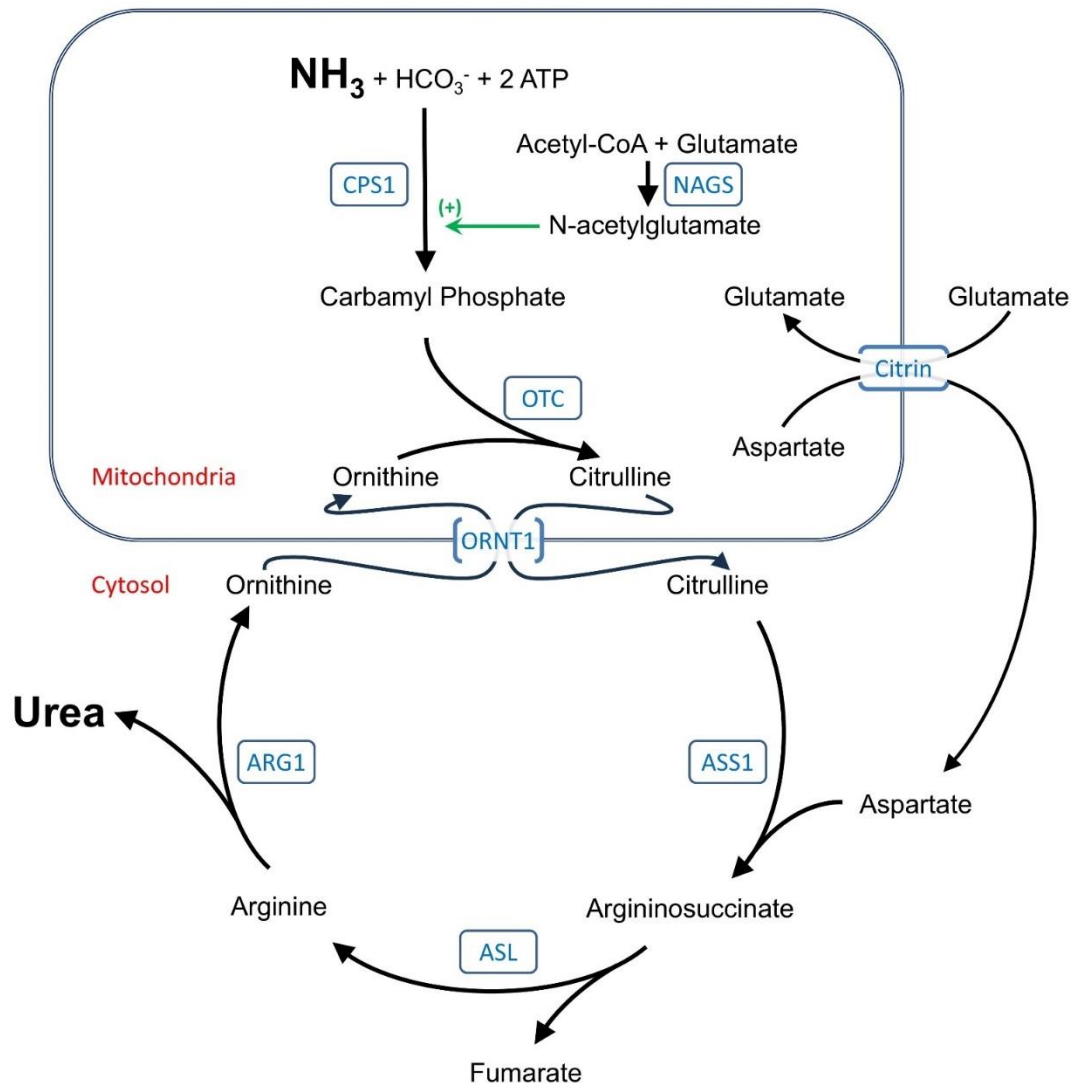 NH₃ + HCO₃⁻ + 2 ATP
Acetyl-CoA + Glutamate
CPS1
NAGS
(+)
N-acetylglutamate
Carbamyl Phosphate
Glutamate
Glutamate
Citrin
OTC
Aspartate
Mitochondria
Ornithine
Citrulline
ORNT1
Cytosol
Ornithine
Citrulline
Urea
ARG1
ASS1
Aspartate
Arginine
Argininosuccinate
ASL
Fumarate